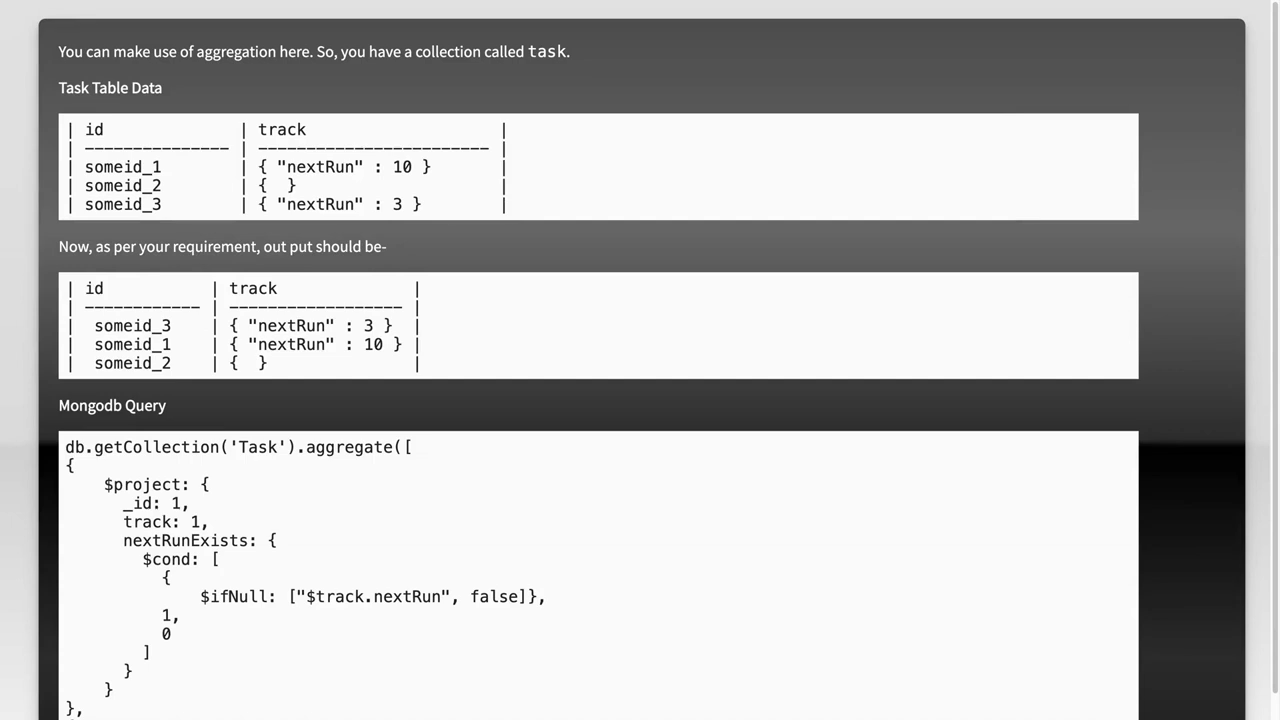 You can make use of aggregation here. So, you have a collection called task.
Task Table Data
| id              | track                    |
| --------------- | ------------------------ |
| someid_1        | { "nextRun" : 10 }       |
| someid_2        | {  }                     |
| someid_3        | { "nextRun" : 3 }        |
Now, as per your requirement, out put should be-
| id           | track              |
| ------------ | ------------------ |
|  someid_3    | { "nextRun" : 3 }  |
|  someid_1    | { "nextRun" : 10 } |
|  someid_2    | {  }               |
Mongodb Query
db.getCollection('Task').aggregate([
{
    $project: {
      _id: 1,
      track: 1,
      nextRunExists: {
        $cond: [
          {
              $ifNull: ["$track.nextRun", false]},
          1,
          0
        ]
      }
    }
},